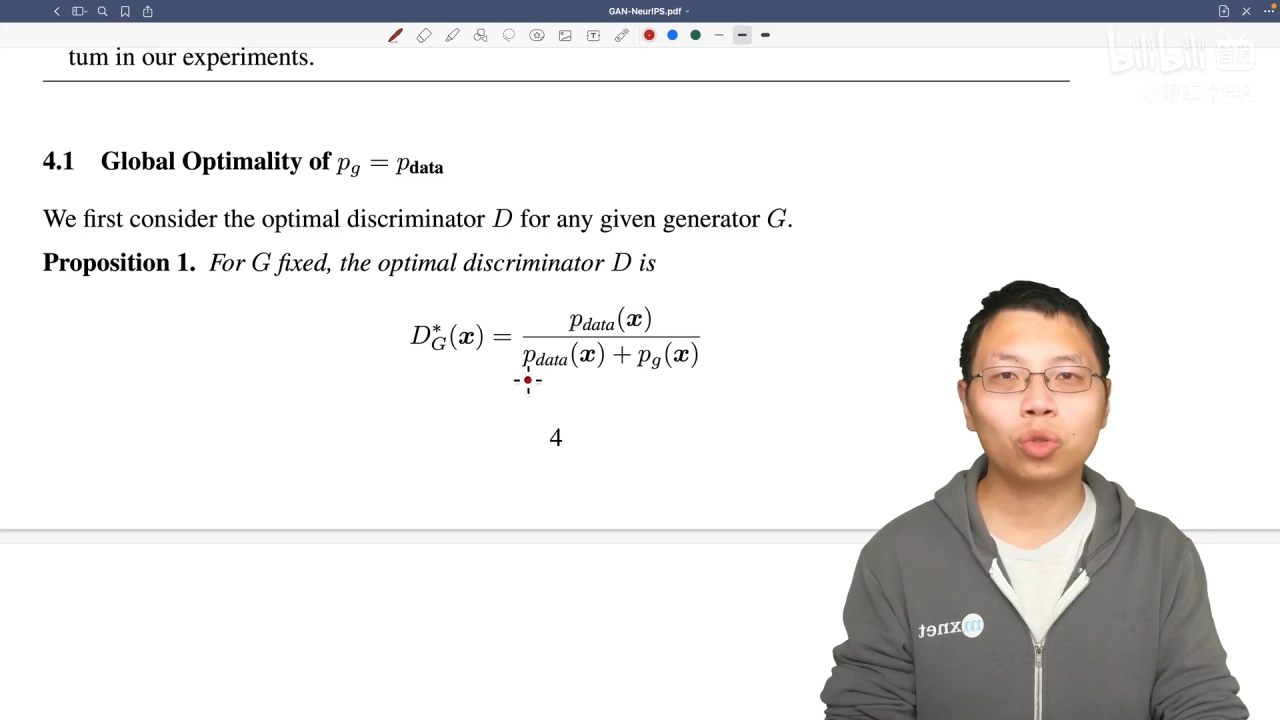 GAN-NeurIPS.pdf
bilibili
tum in our experiments.
4.1 Global Optimality of p_g = p_data
We first consider the optimal discriminator D for any given generator G.
Proposition 1. For G fixed, the optimal discriminator D is
D*_G(x) = p_data(x) / (p_data(x) + p_g(x))
4
mxnet